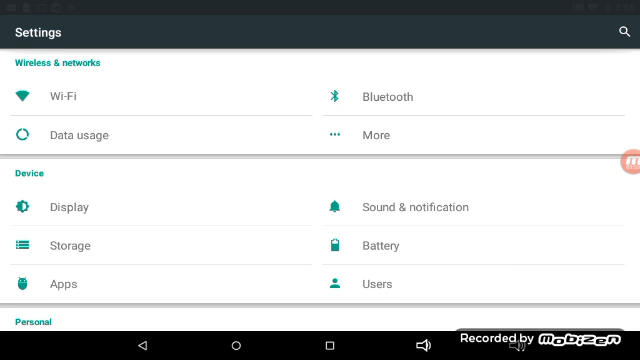 Settings
Wireless & networks
Wi-Fi
Bluetooth
Data usage
More
Device
Display
Sound & notification
Storage
Battery
Apps
Users
Personal
Recorded by MOBIZEN